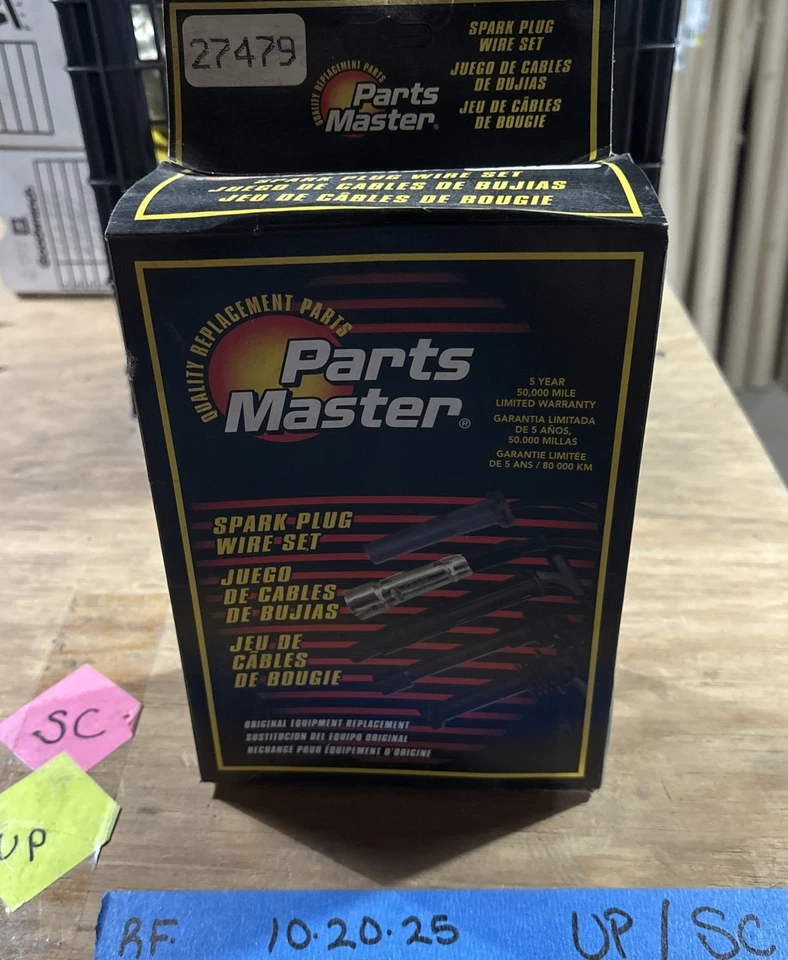 27479
QUALITY REPLACEMENT PARTS
Parts
Master®
SPARK PLUG
WIRE SET
JUEGO DE CABLES
DE BUJIAS
JEU DE CÂBLES
DE BOUGIE
SPARK PLUG WIRE SET
JUEGO DE CABLES DE BUJIAS
JEU DE CÂBLES DE BOUGIE
QUALITY REPLACEMENT PARTS
Parts
Master®
5 YEAR
50,000 MILE
LIMITED WARRANTY
GARANTIA LIMITADA
DE 5 AÑOS,
50.000 MILLAS
GARANTIE LIMITÉE
DE 5 ANS / 80 000 KM
SPARK PLUG
WIRE SET
JUEGO
DE CABLES
DE BUJIAS
JEU DE
CÂBLES
DE BOUGIE
ORIGINAL EQUIPMENT REPLACEMENT
SUSTITUCION DEL EQUIPO ORIGINAL
RECHANGE POUR ÉQUIPEMENT D'ORIGINE
SC
UP
RF. 10.20.25 UP / SC